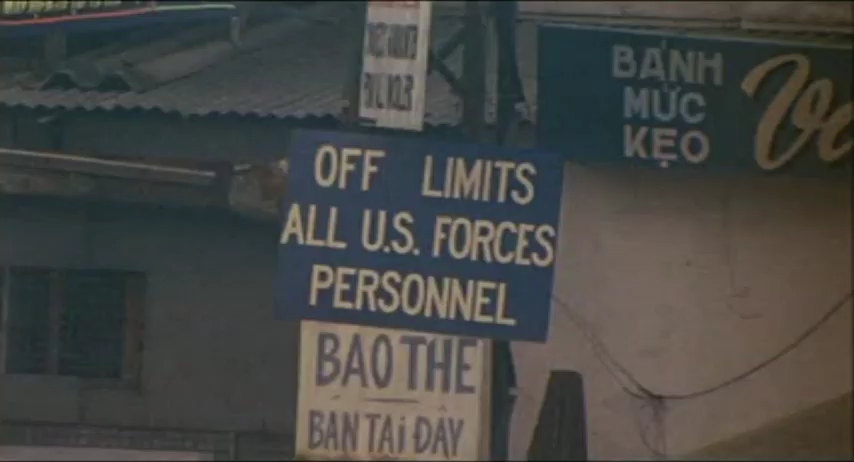 OFF LIMITS
ALL U.S. FORCES
PERSONNEL
BAO THE
BAN TAi ĐÂY
BÁNH
MỨC
KẸO